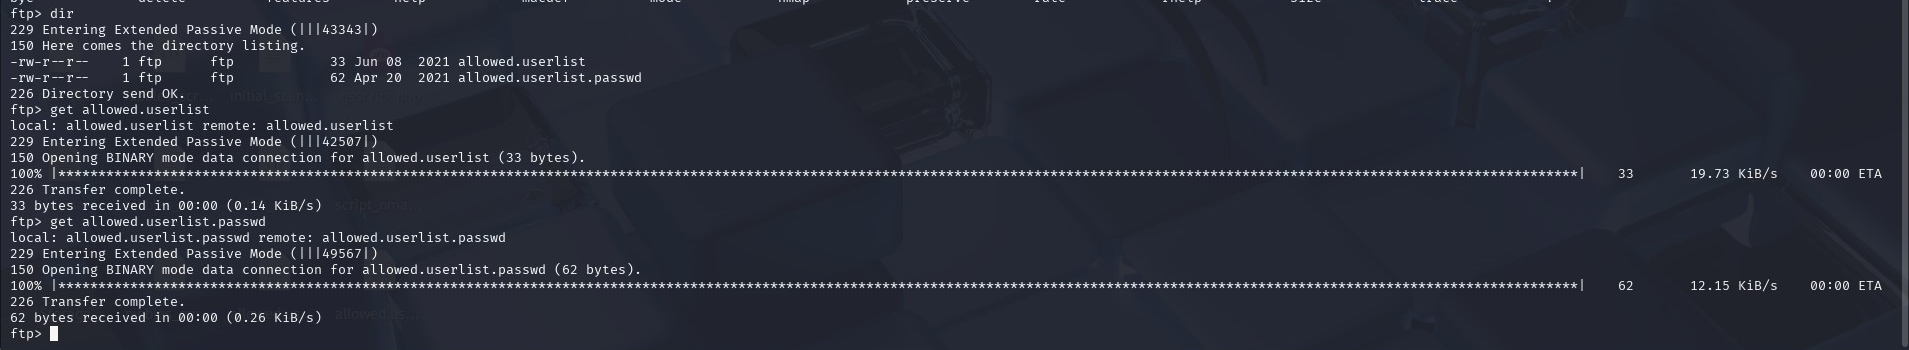 ftp> dir
229 Entering Extended Passive Mode (|||43343|)
150 Here comes the directory listing.
-rw-r--r--    1 ftp      ftp            33 Jun 08  2021 allowed.userlist
-rw-r--r--    1 ftp      ftp            62 Apr 20  2021 allowed.userlist.passwd
226 Directory send OK.
ftp> get allowed.userlist
local: allowed.userlist remote: allowed.userlist
229 Entering Extended Passive Mode (|||42507|)
150 Opening BINARY mode data connection for allowed.userlist (33 bytes).
100% |***********************************************************************************************************************************************************************************************| 33 19.73 KiB/s 00:00 ETA
226 Transfer complete.
33 bytes received in 00:00 (0.14 KiB/s)
ftp> get allowed.userlist.passwd
local: allowed.userlist.passwd remote: allowed.userlist.passwd
229 Entering Extended Passive Mode (|||49567|)
150 Opening BINARY mode data connection for allowed.userlist.passwd (62 bytes).
100% |***********************************************************************************************************************************************************************************************| 62 12.15 KiB/s 00:00 ETA
226 Transfer complete.
62 bytes received in 00:00 (0.26 KiB/s)
ftp>